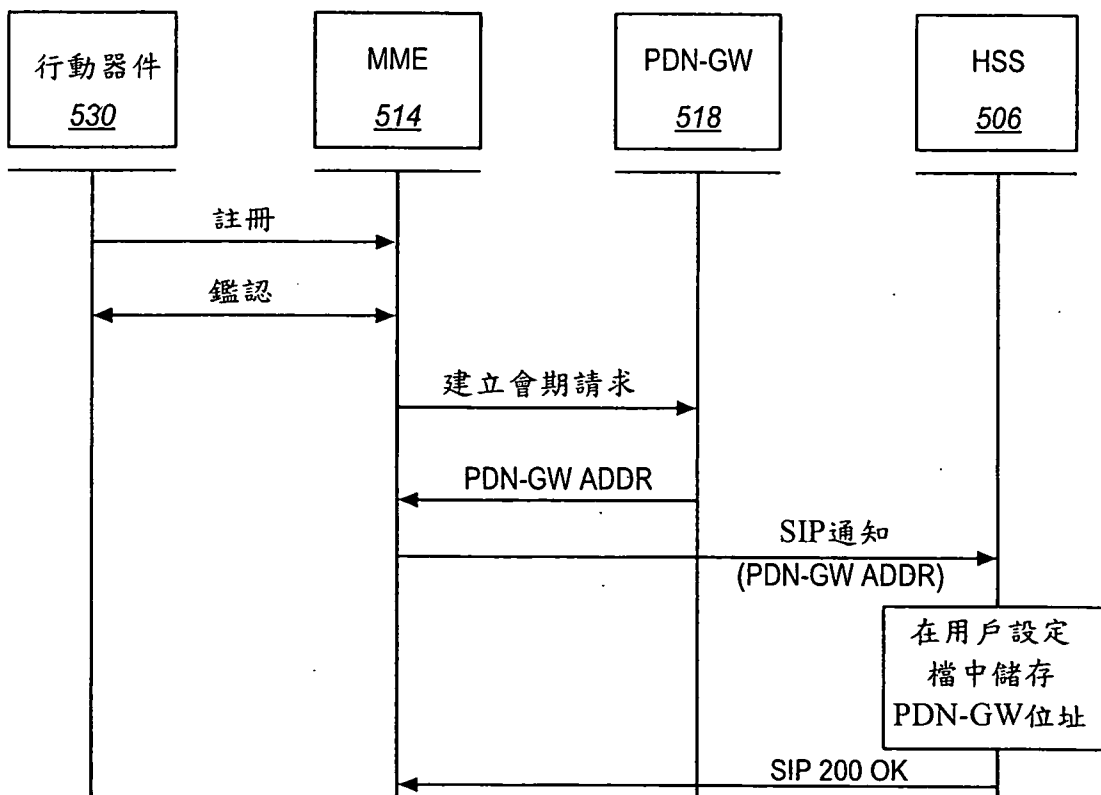 行動器件
530
MME
514
PDN-GW
518
HSS
506
註冊
鑑認
建立會期請求
PDN-GW ADDR
SIP通知
(PDN-GW ADDR)
在用戶設定
檔中儲存
PDN-GW位址
SIP 200 OK